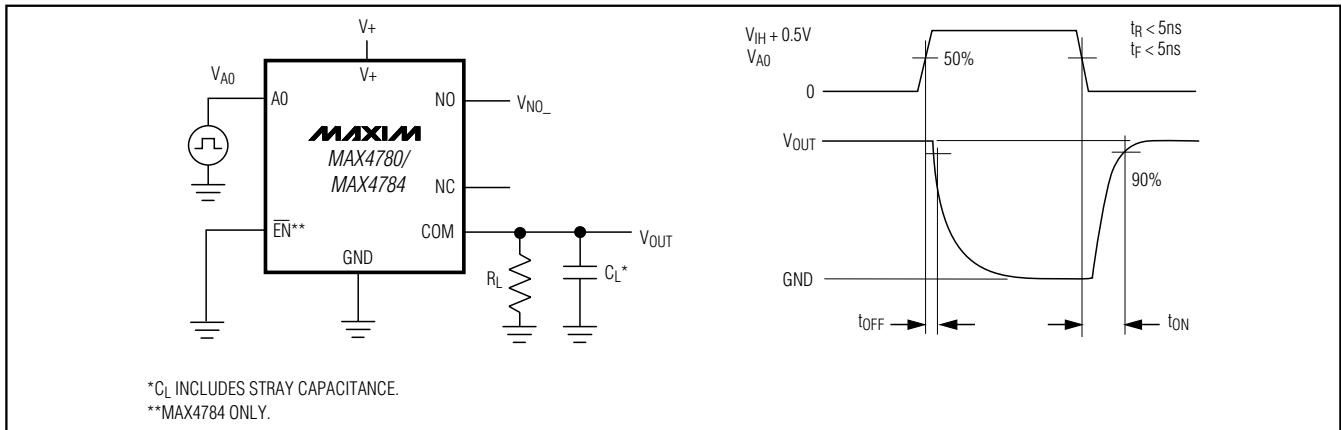 V+
V+
VA0
A0
NO
VNO_
MAXIM
MAX4780/
MAX4784
NC
EN**
COM
VOUT
GND
RL
CL*
*CL INCLUDES STRAY CAPACITANCE.
**MAX4784 ONLY.
VIH + 0.5V
VA0
50%
tR < 5ns
tF < 5ns
0
VOUT
90%
GND
tOFF
tON